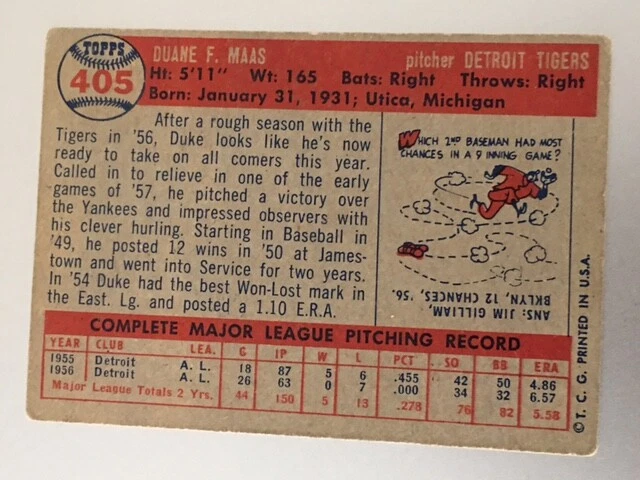 TOPPS
405
DUANE F. MAAS pitcher DETROIT TIGERS
Ht: 5'11" Wt: 165 Bats: Right Throws: Right
Born: January 31, 1931; Utica, Michigan
After a rough season with the
Tigers in '56, Duke looks like he's now
ready to take on all comers this year.
Called in to relieve in one of the early
games of '57, he pitched a victory over
the Yankees and impressed observers with
his clever hurling. Starting in Baseball in
'49, he posted 12 wins in '50 at James-
town and went into Service for two years.
In '54 Duke had the best Won-Lost mark in
the East. Lg. and posted a 1.10 E.R.A.
WHICH 2ND BASEMAN HAD MOST
CHANCES IN A 9 INNING GAME?
ANS: JIM GILLIAM,
BKLYN, 12 CHANCES, '56.
COMPLETE MAJOR LEAGUE PITCHING RECORD
YEAR CLUB LEA. G IP W L PCT SO BB ERA
1955 Detroit A. L. 18 87 5 6 .455 42 50 4.86
1956 Detroit A. L. 26 63 0 7 .000 34 32 6.57
Major League Totals 2 Yrs. 44 150 5 13 .278 76 82 5.58
© T. C. G. PRINTED IN U.S.A.